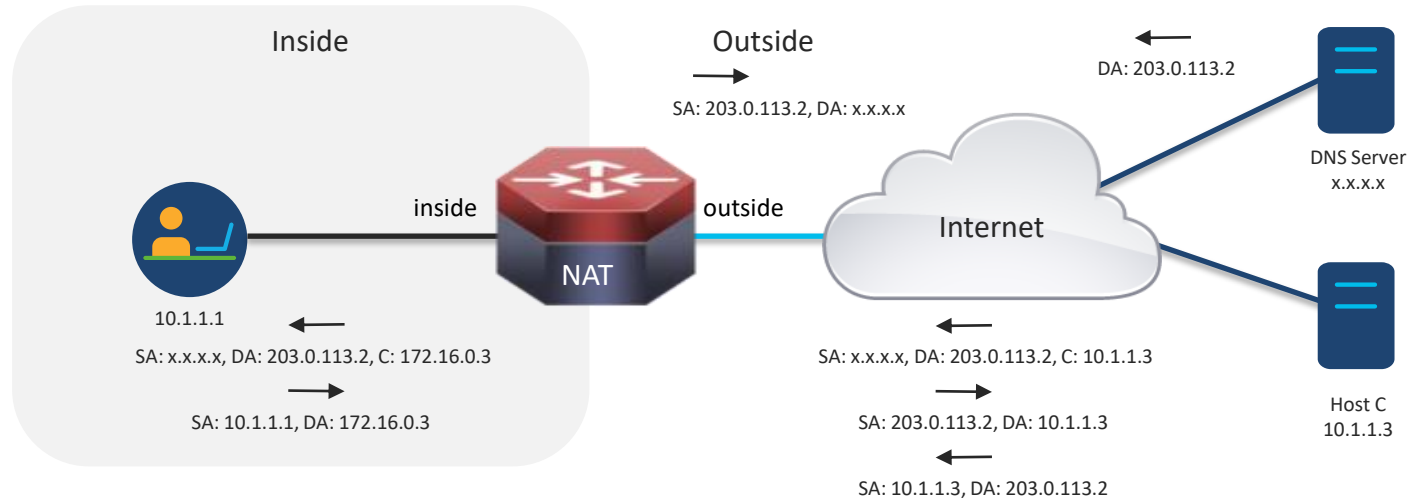 Inside
Outside
DA: 203.0.113.2
SA: 203.0.113.2, DA: x.x.x.x
DNS Server
x.x.x.x
inside
outside
Internet
NAT
10.1.1.1
SA: x.x.x.x, DA: 203.0.113.2, C: 172.16.0.3
SA: x.x.x.x, DA: 203.0.113.2, C: 10.1.1.3
SA: 10.1.1.1, DA: 172.16.0.3
SA: 203.0.113.2, DA: 10.1.1.3
Host C
10.1.1.3
SA: 10.1.1.3, DA: 203.0.113.2